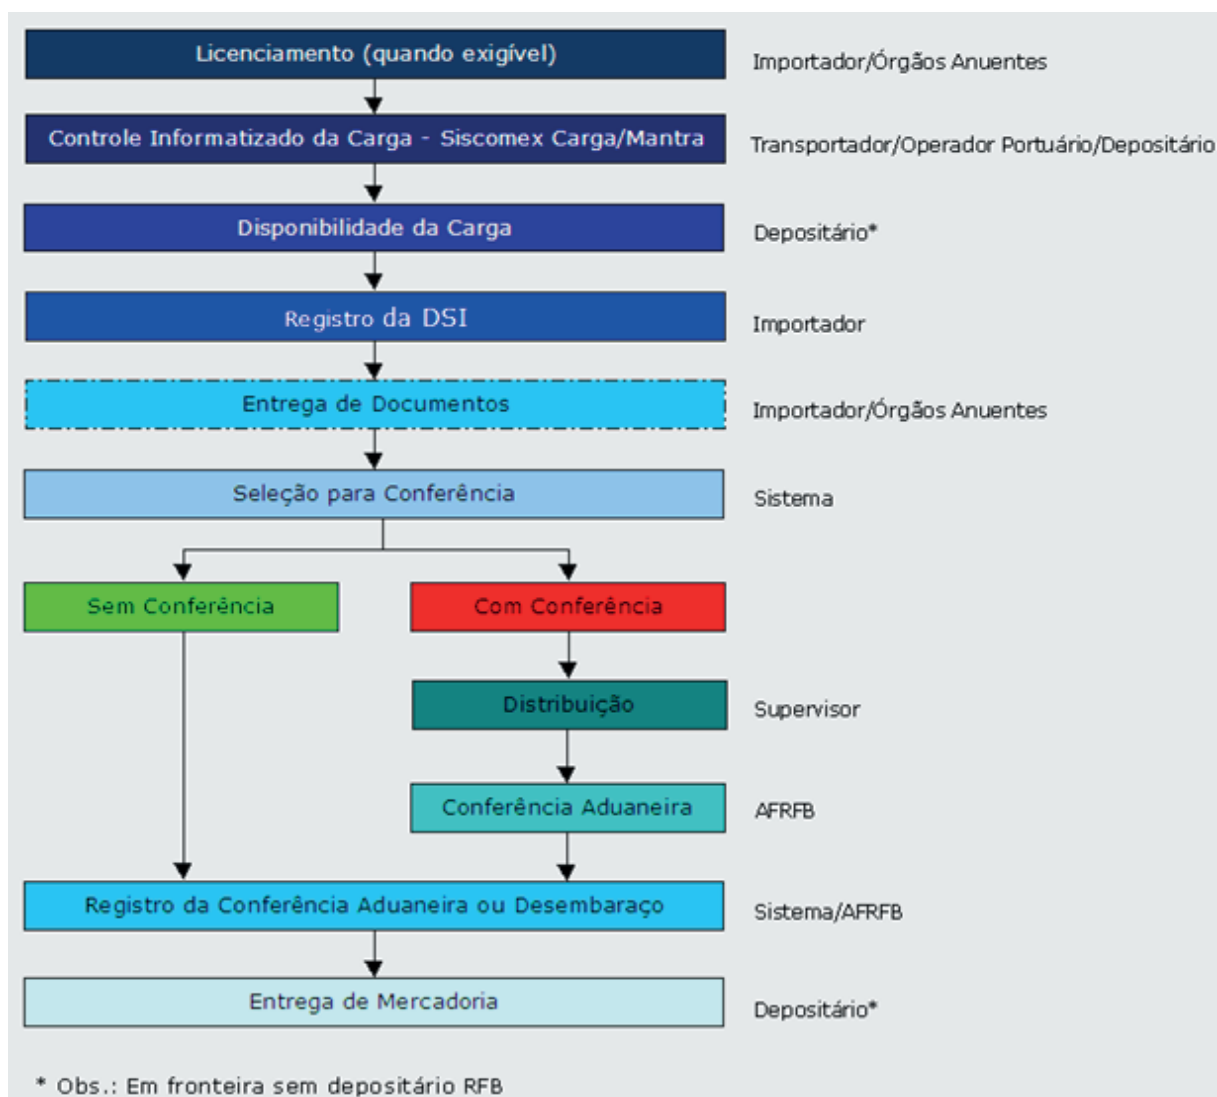 Licenciamento (quando exigível)
Importador/Órgãos Anuentes
Controle Informatizado da Carga - Siscomex Carga/Mantra
Transportador/Operador Portuário/Depositário
Disponibilidade da Carga
Depositário*
Registro da DSI
Importador
Entrega de Documentos
Importador/Órgãos Anuentes
Seleção para Conferência
Sistema
Sem Conferência
Com Conferência
Distribuição
Supervisor
Conferência Aduaneira
AFRFB
Registro da Conferência Aduaneira ou Desembaraço
Sistema/AFRFB
Entrega de Mercadoria
Depositário*
* Obs.: Em fronteira sem depositário RFB